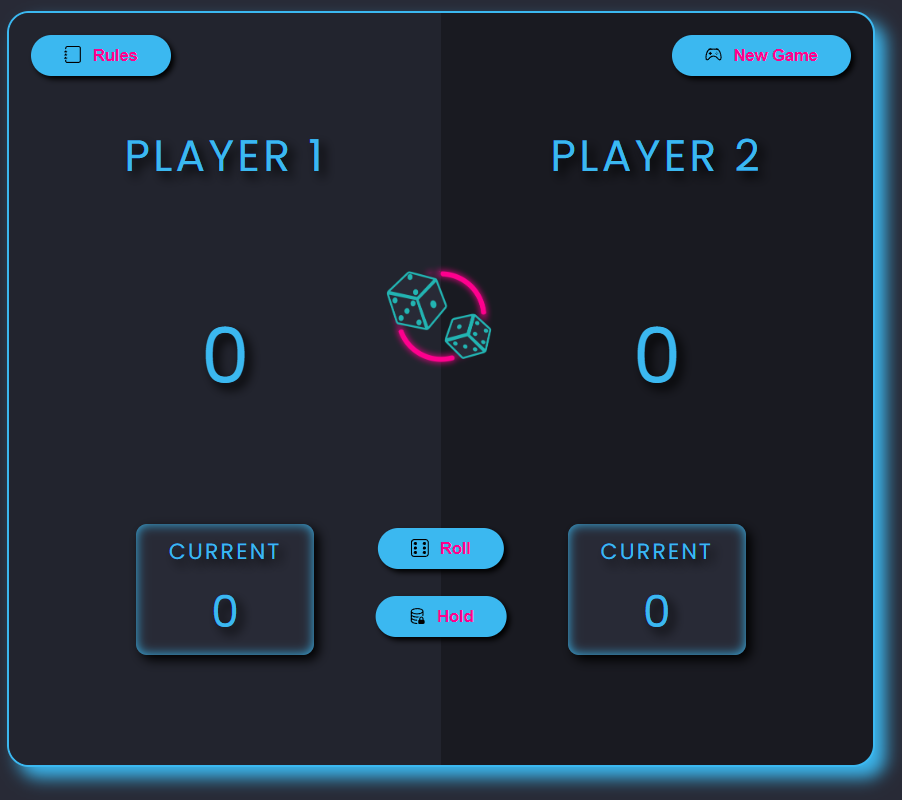 Rules
New Game
PLAYER 1
PLAYER 2
0
0
CURRENT
0
Roll
Hold
CURRENT
0